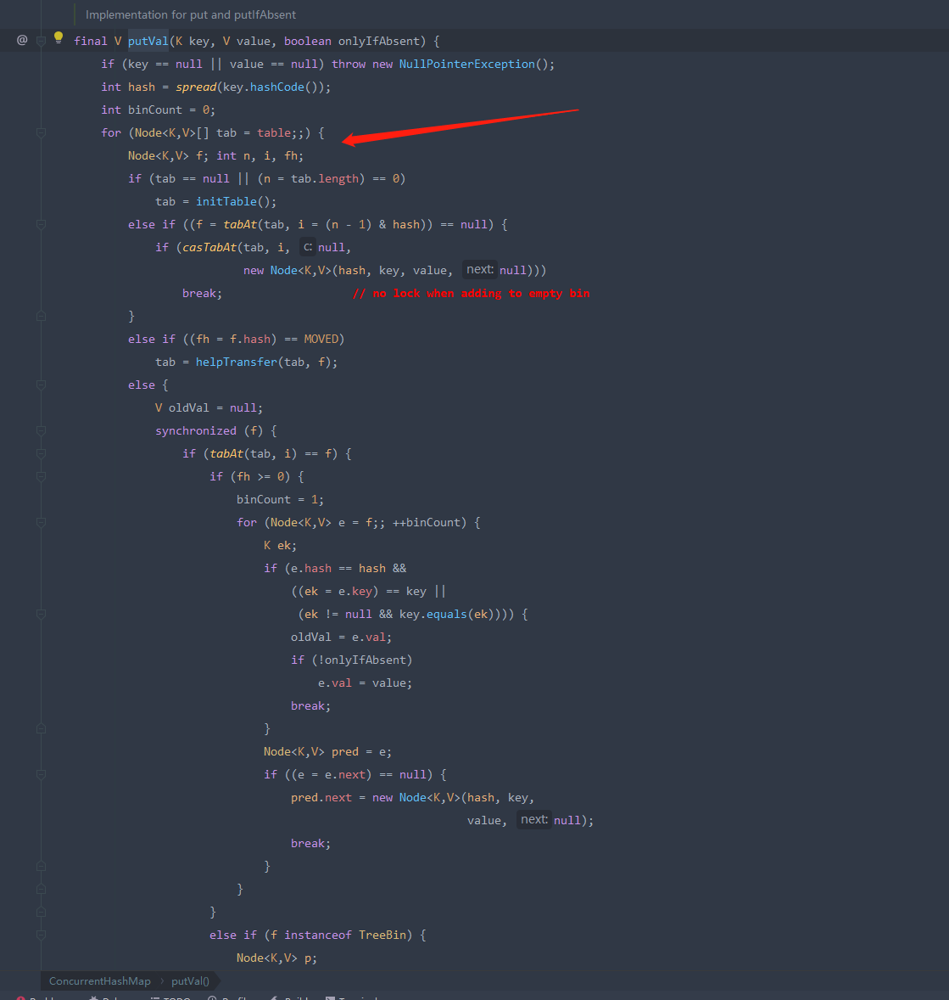 Implementation for put and putIfAbsent
@ final V putVal(K key, V value, boolean onlyIfAbsent) {
if (key == null || value == null) throw new NullPointerException();
int hash = spread(key.hashCode());
int binCount = 0;
for (Node<K,V>[] tab = table;;) {
Node<K,V> f; int n, i, fh;
if (tab == null || (n = tab.length) == 0)
tab = initTable();
else if ((f = tabAt(tab, i = (n - 1) & hash)) == null) {
if (casTabAt(tab, i, c: null,
new Node<K,V>(hash, key, value, next: null)))
break; // no lock when adding to empty bin
}
else if ((fh = f.hash) == MOVED)
tab = helpTransfer(tab, f);
else {
V oldVal = null;
synchronized (f) {
if (tabAt(tab, i) == f) {
if (fh >= 0) {
binCount = 1;
for (Node<K,V> e = f;; ++binCount) {
K ek;
if (e.hash == hash &&
((ek = e.key) == key ||
(ek != null && key.equals(ek)))) {
oldVal = e.val;
if (!onlyIfAbsent)
e.val = value;
break;
}
Node<K,V> pred = e;
if ((e = e.next) == null) {
pred.next = new Node<K,V>(hash, key,
value, next: null);
break;
}
}
}
else if (f instanceof TreeBin) {
Node<K,V> p;
ConcurrentHashMap › putVal()